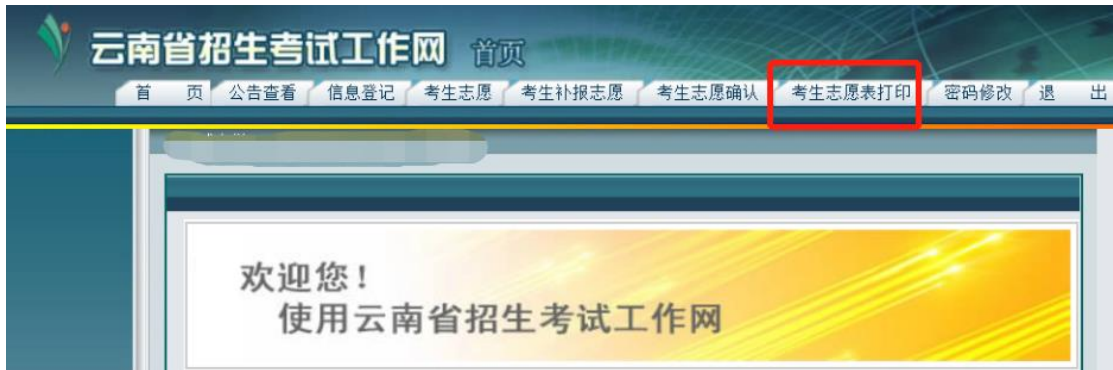 云南省招生考试工作网 首页
首 页 公告查看 信息登记 考生志愿 考生补报志愿 考生志愿确认 考生志愿表打印 密码修改 退 出
欢迎您!
使用云南省招生考试工作网